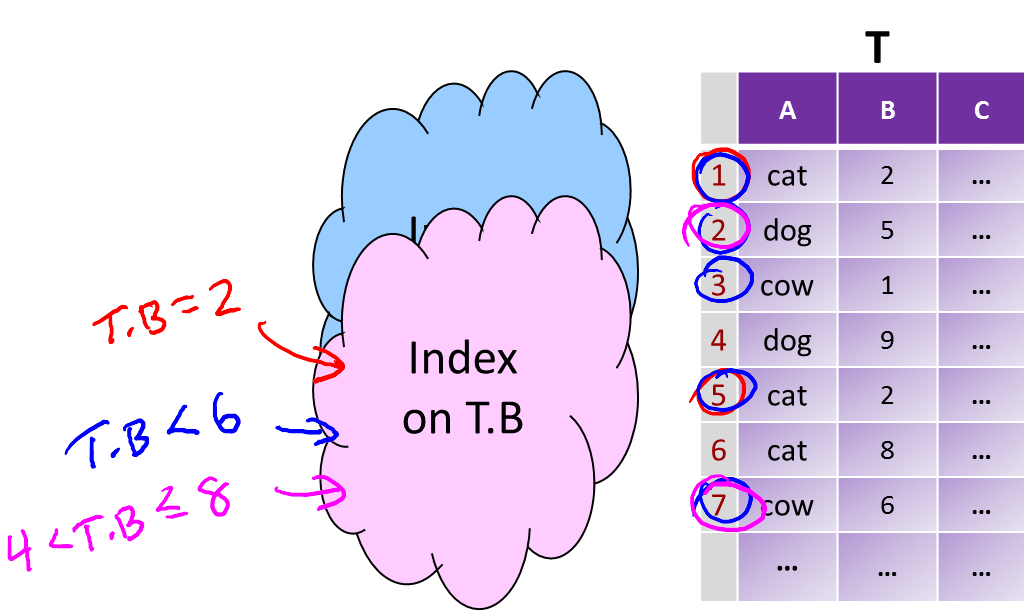 T
A B C
1 cat 2 ...
2 dog 5 ...
3 cow 1 ...
4 dog 9 ...
5 cat 2 ...
6 cat 8 ...
7 cow 6 ...
... ... ...
Index
on T.B
T.B = 2
T.B < 6
4 < T.B ≤ 8